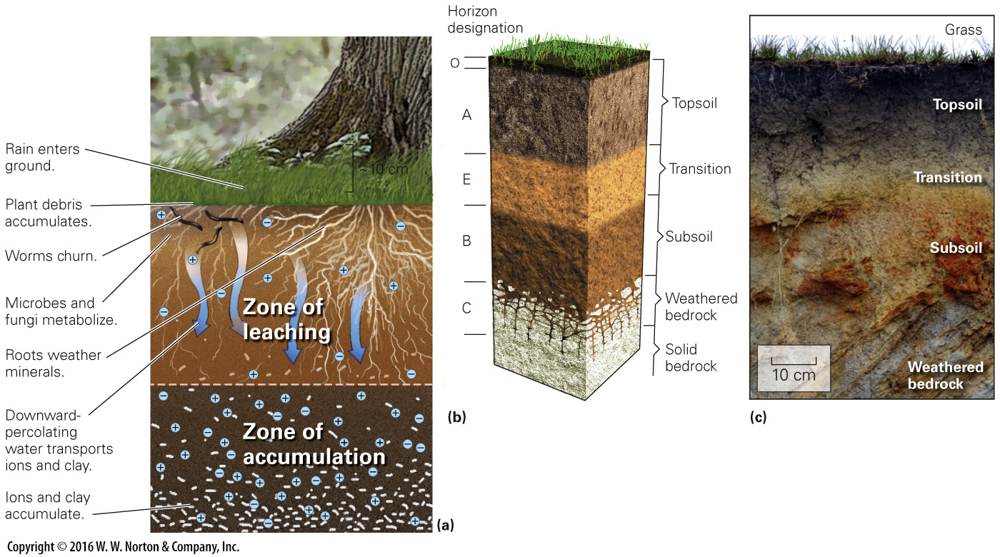 Rain enters
ground.
Plant debris
accumulates.
Worms churn.
Microbes and
fungi metabolize.
Roots weather
minerals.
Downward-
percolating
water transports
ions and clay.
Ions and clay
accumulate.
~10 cm
Zone of
leaching
Zone of
accumulation
(a)
Horizon
designation
O
A
E
B
C
Topsoil
Transition
Subsoil
Weathered
bedrock
Solid
bedrock
(b)
Grass
Topsoil
Transition
Subsoil
Weathered
bedrock
10 cm
(c)
Copyright © 2016 W. W. Norton & Company, Inc.